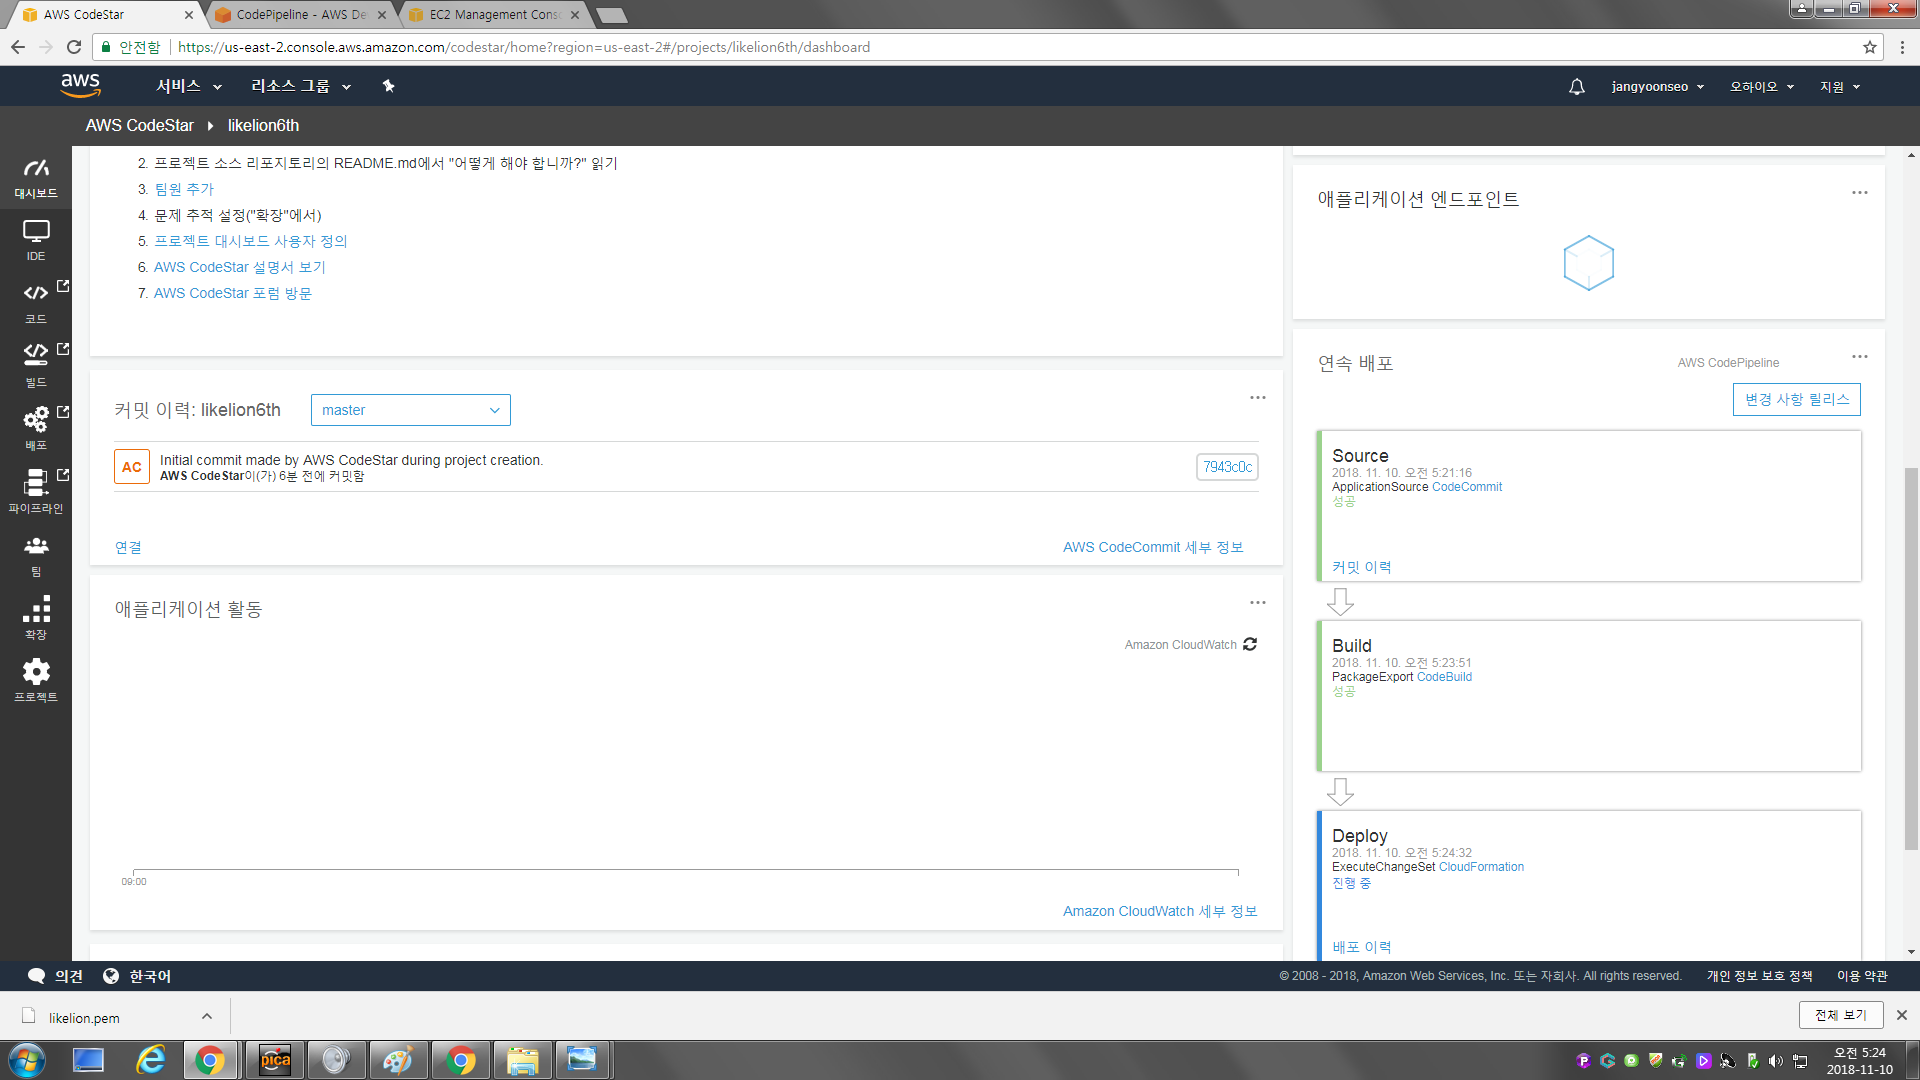 AWS CodeStar
CodePipeline - AWS De
EC2 Management Conso
안전함
https://us-east-2.console.aws.amazon.com/codestar/home?region=us-east-2#/projects/likelion6th/dashboard
aws
서비스
리소스 그룹
jangyoonseo
오하이오
지원
AWS CodeStar
likelion6th
대시보드
IDE
코드
빌드
배포
파이프라인
팀
확장
프로젝트
2. 프로젝트 소스 리포지토리의 README.md에서 "어떻게 해야 합니까?" 읽기
3. 팀원 추가
4. 문제 추적 설정("확장"에서)
5. 프로젝트 대시보드 사용자 정의
6. AWS CodeStar 설명서 보기
7. AWS CodeStar 포럼 방문
커밋 이력: likelion6th
master
AC
Initial commit made by AWS CodeStar during project creation.
AWS CodeStar이(가) 6분 전에 커밋함
7943c0c
연결
AWS CodeCommit 세부 정보
애플리케이션 활동
Amazon CloudWatch
09:00
Amazon CloudWatch 세부 정보
애플리케이션 엔드포인트
연속 배포
AWS CodePipeline
변경 사항 릴리스
Source
2018. 11. 10. 오전 5:21:16
ApplicationSource CodeCommit
성공
커밋 이력
Build
2018. 11. 10. 오전 5:23:51
PackageExport CodeBuild
성공
Deploy
2018. 11. 10. 오전 5:24:32
ExecuteChangeSet CloudFormation
진행 중
배포 이력
의견
한국어
© 2008 - 2018, Amazon Web Services, Inc. 또는 자회사. All rights reserved.
개인 정보 보호 정책
이용 약관
likelion.pem
전체 보기
pica
오전 5:24
2018-11-10